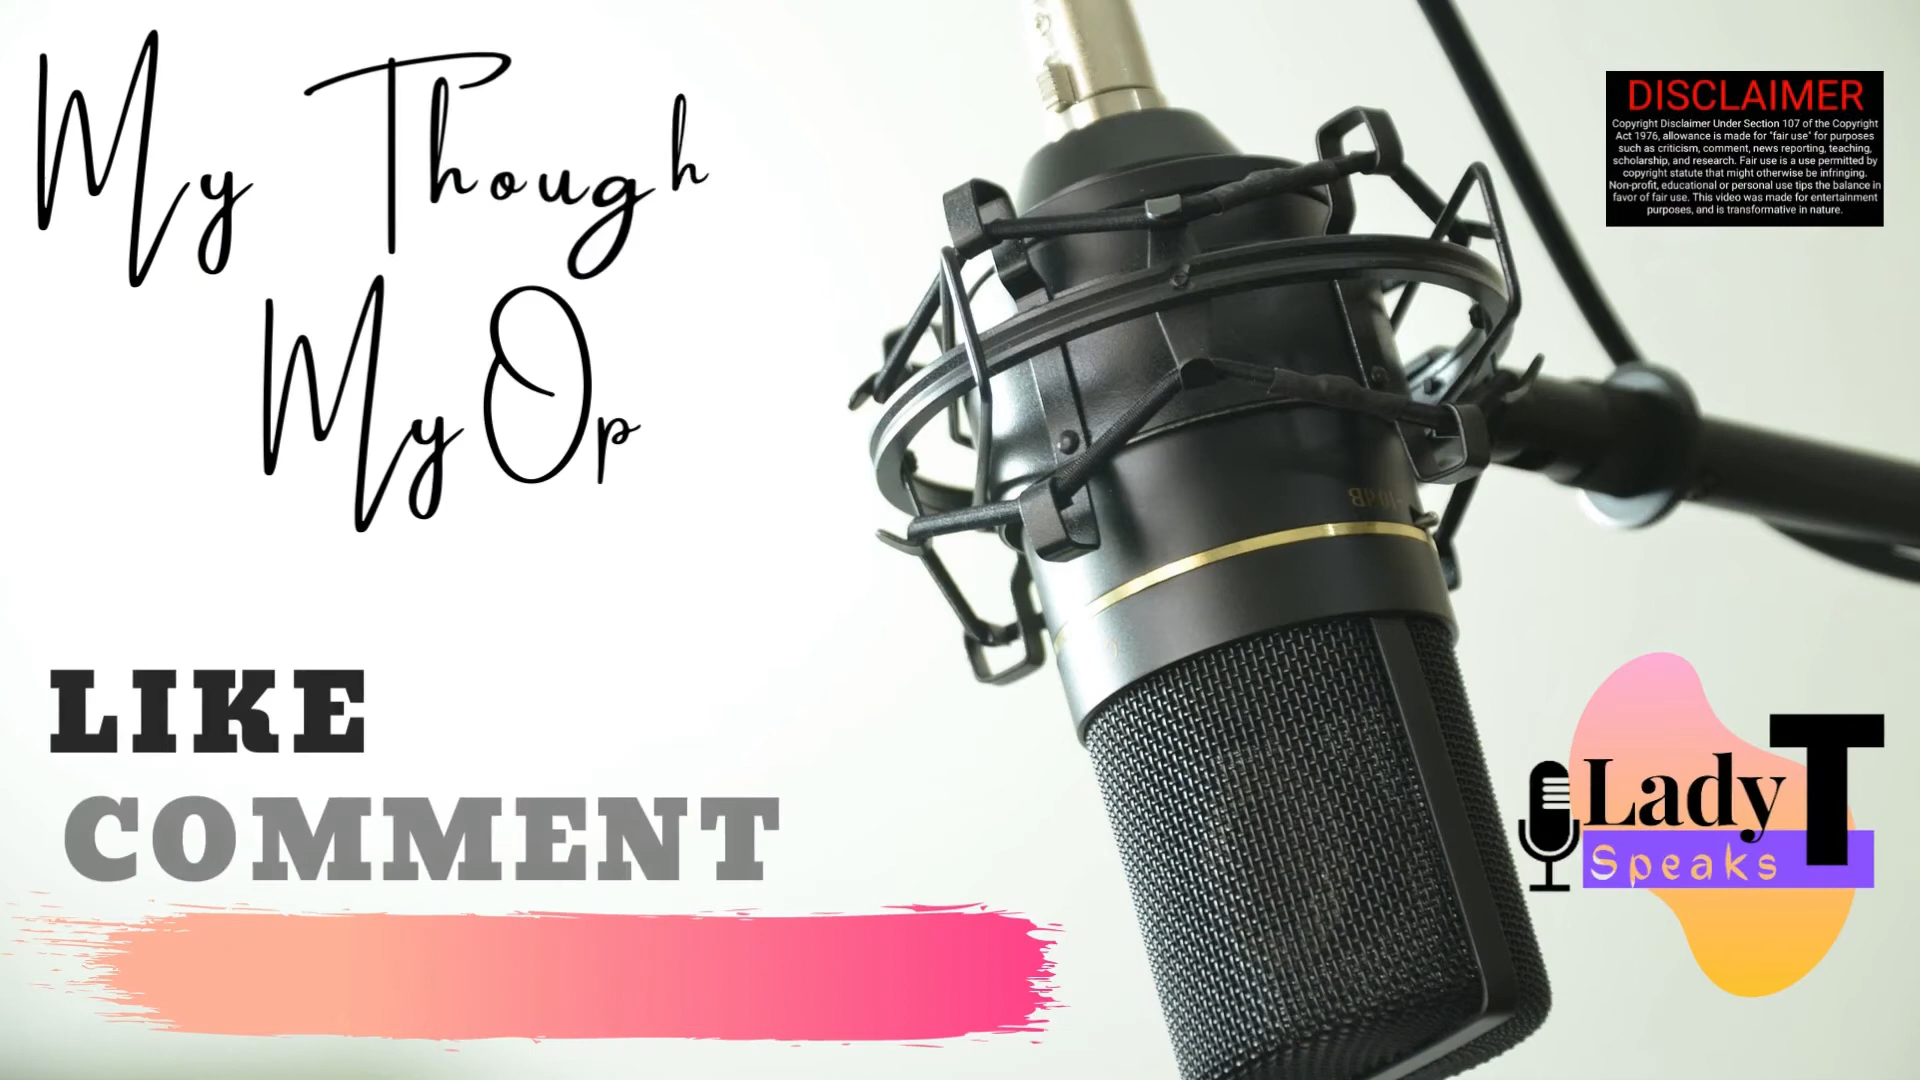 My Though
My Op
LIKE
COMMENT
DISCLAIMER
Copyright Disclaimer Under Section 107 of the Copyright
Act 1976, allowance is made for "fair use" for purposes
such as criticism, comment, news reporting, teaching,
scholarship, and research. Fair use is a use permitted by
copyright statute that might otherwise be infringing.
Non-profit, educational or personal use tips the balance in
favor of fair use. This video was made for entertainment
purposes, and is transformative in nature.
-10dB
Lady T
Speaks